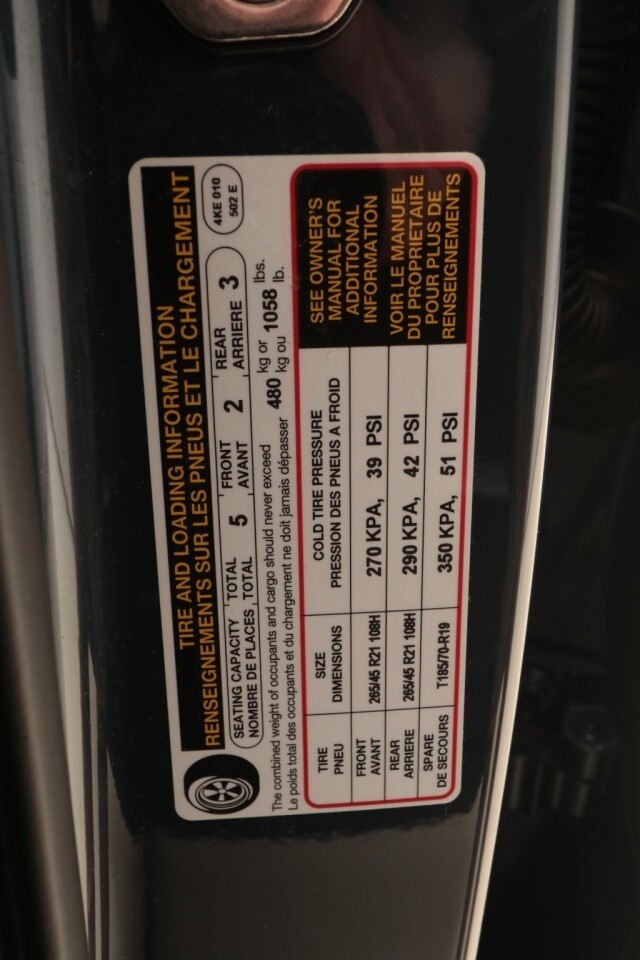 TIRE AND LOADING INFORMATION
RENSEIGNEMENTS SUR LES PNEUS ET LE CHARGEMENT
SEATING CAPACITY TOTAL 5 FRONT 2 REAR 3
NOMBRE DE PLACES TOTAL AVANT ARRIERE
4KE 010
502 E
The combined weight of occupants and cargo should never exceed 480 kg or 1058 lbs.
Le poids total des occupants et du chargement ne doit jamais dépasser kg ou lb.
TIRE SIZE COLD TIRE PRESSURE
PNEU DIMENSIONS PRESSION DES PNEUS A FROID
FRONT
AVANT 265/45 R21 108H 270 KPA, 39 PSI
REAR
ARRIERE 265/45 R21 108H 290 KPA, 42 PSI
SPARE
DE SECOURS T185/70-R19 350 KPA, 51 PSI
SEE OWNER'S
MANUAL FOR
ADDITIONAL
INFORMATION
VOIR LE MANUEL
DU PROPRIETAIRE
POUR PLUS DE
RENSEIGNEMENTS